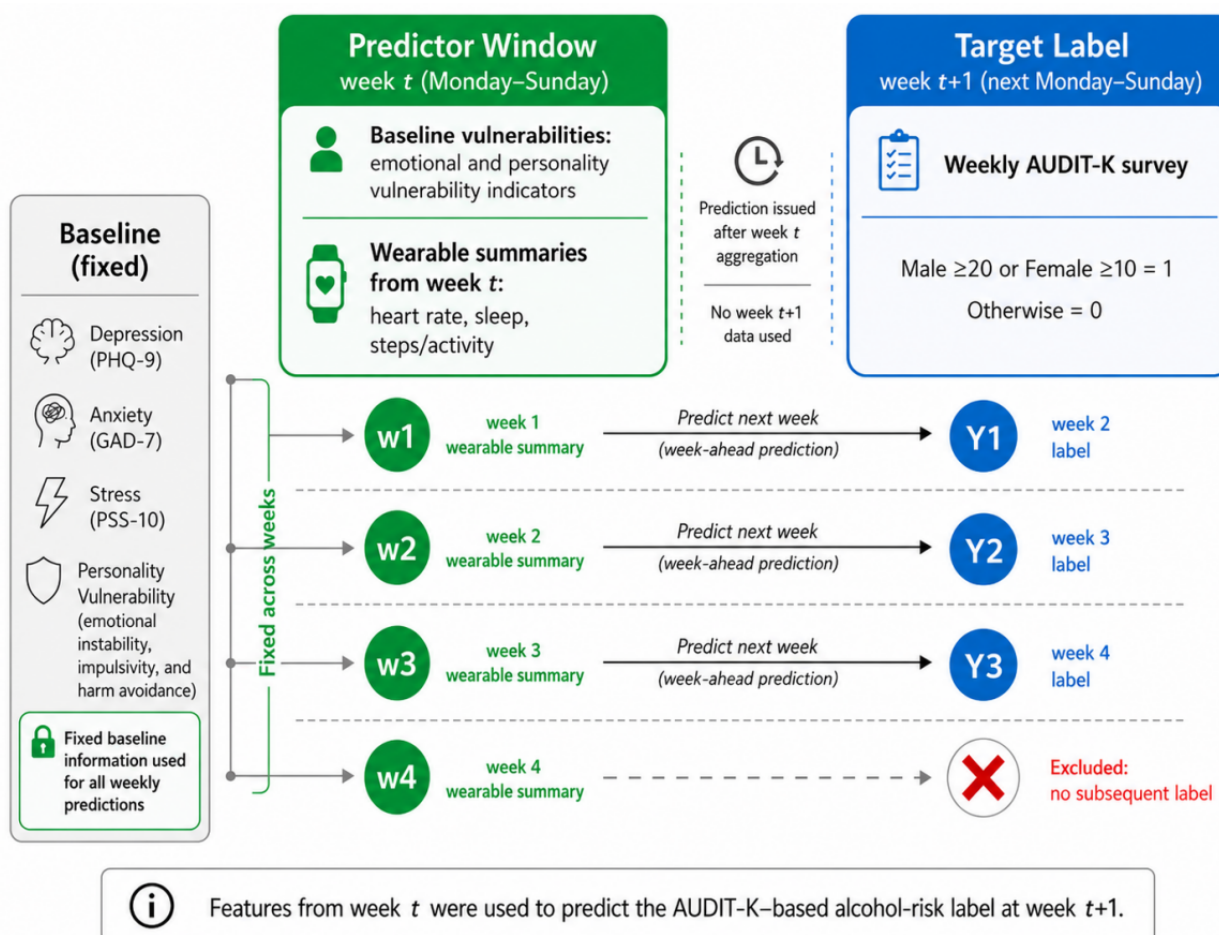 Predictor Window
week t (Monday–Sunday)
Baseline vulnerabilities:
emotional and personality
vulnerability indicators
Wearable summaries
from week t:
heart rate, sleep,
steps/activity
Prediction issued
after week t
aggregation
No week t+1
data used
Target Label
week t+1 (next Monday–Sunday)
Weekly AUDIT-K survey
Male ≥20 or Female ≥10 = 1
Otherwise = 0
Baseline
(fixed)
Depression
(PHQ-9)
Anxiety
(GAD-7)
Stress
(PSS-10)
Personality
Vulnerability
(emotional
instability,
impulsivity, and
harm avoidance)
Fixed baseline
information used
for all weekly
predictions
Fixed across weeks
w1
week 1
wearable summary
Predict next week
(week-ahead prediction)
Y1
week 2
label
w2
week 2
wearable summary
Predict next week
(week-ahead prediction)
Y2
week 3
label
w3
week 3
wearable summary
Predict next week
(week-ahead prediction)
Y3
week 4
label
w4
week 4
wearable summary
Excluded:
no subsequent label
Features from week t were used to predict the AUDIT-K–based alcohol-risk label at week t+1.